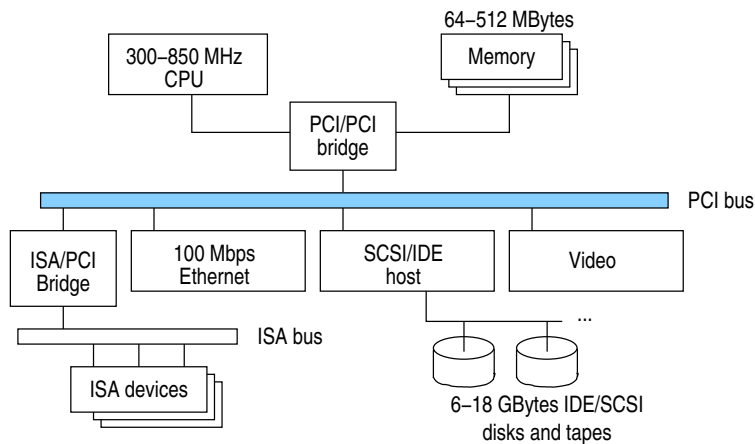 64–512 MBytes
300–850 MHz
CPU
Memory
PCI/PCI
bridge
PCI bus
ISA/PCI
Bridge
100 Mbps
Ethernet
SCSI/IDE
host
Video
ISA bus
...
ISA devices
6–18 GBytes IDE/SCSI
disks and tapes